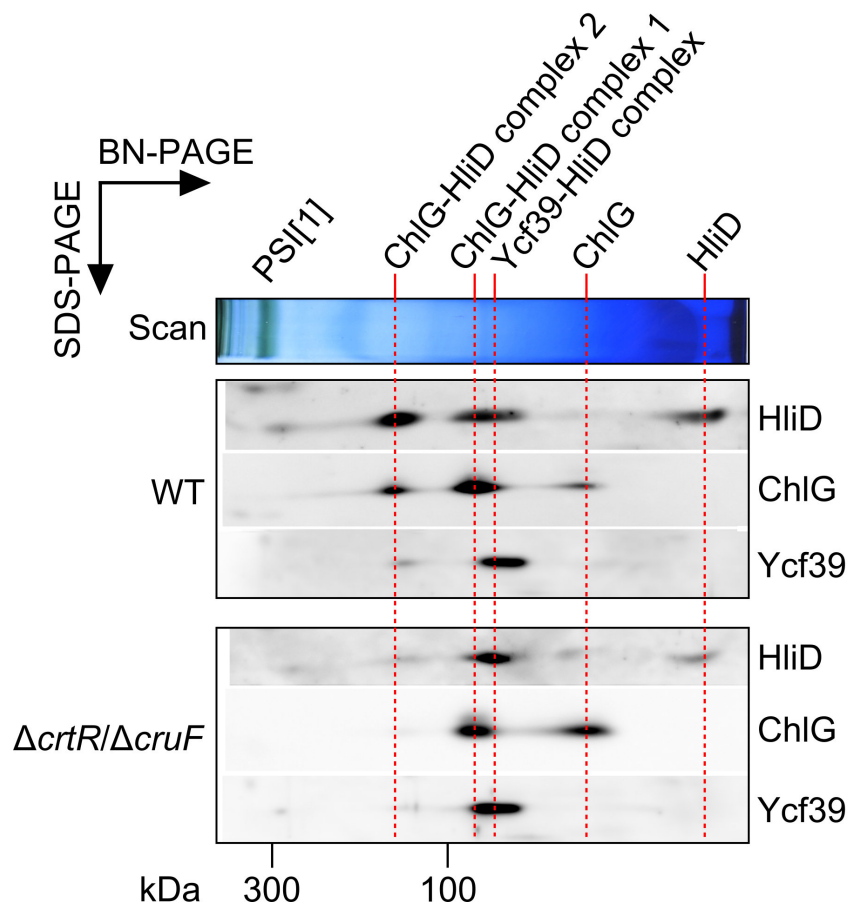 BN-PAGE
SDS-PAGE
PSI[1]
ChlG-HliD complex 2
ChlG-HliD complex 1
Ycf39-HliD complex
ChlG
HliD
Scan
WT
HliD
ChlG
Ycf39
ΔcrtR/ΔcruF
HliD
ChlG
Ycf39
kDa 300 100